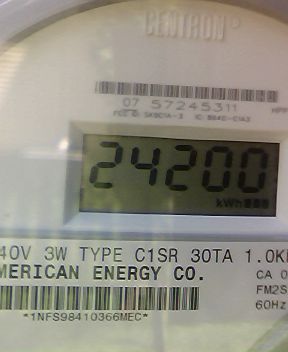 CENTRON®
07 57245311
24200
kWh
40V 3W TYPE C1SR 30TA 1.0K
MERICAN ENERGY CO.
CA 0
FM2S
60Hz
*1NFS98410366MEC*